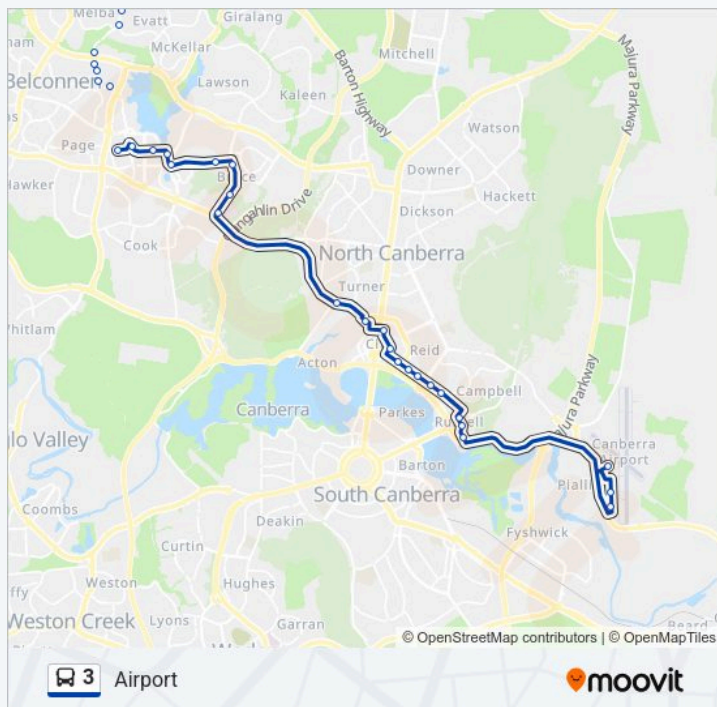 Melba
Evatt
Giralang
McKellar
Mitchell
Belconnen
Lawson
Kaleen
Barton Highway
Majura Parkway
Watson
Page
Downer
Hawker
Bruce
Hackett
Gungahlin Drive
Dickson
Cook
North Canberra
Turner
Whitlam
City
Reid
Acton
Campbell
Canberra
Parkes
Russell
Majura Parkway
Canberra
Airport
Barton
Pialligo
South Canberra
Coombs
Deakin
Fyshwick
Curtin
Weston
Hughes
Beard
Weston Creek
Lyons
Garran
© OpenStreetMap contributors | © OpenMapTiles
3 Airport
moovit